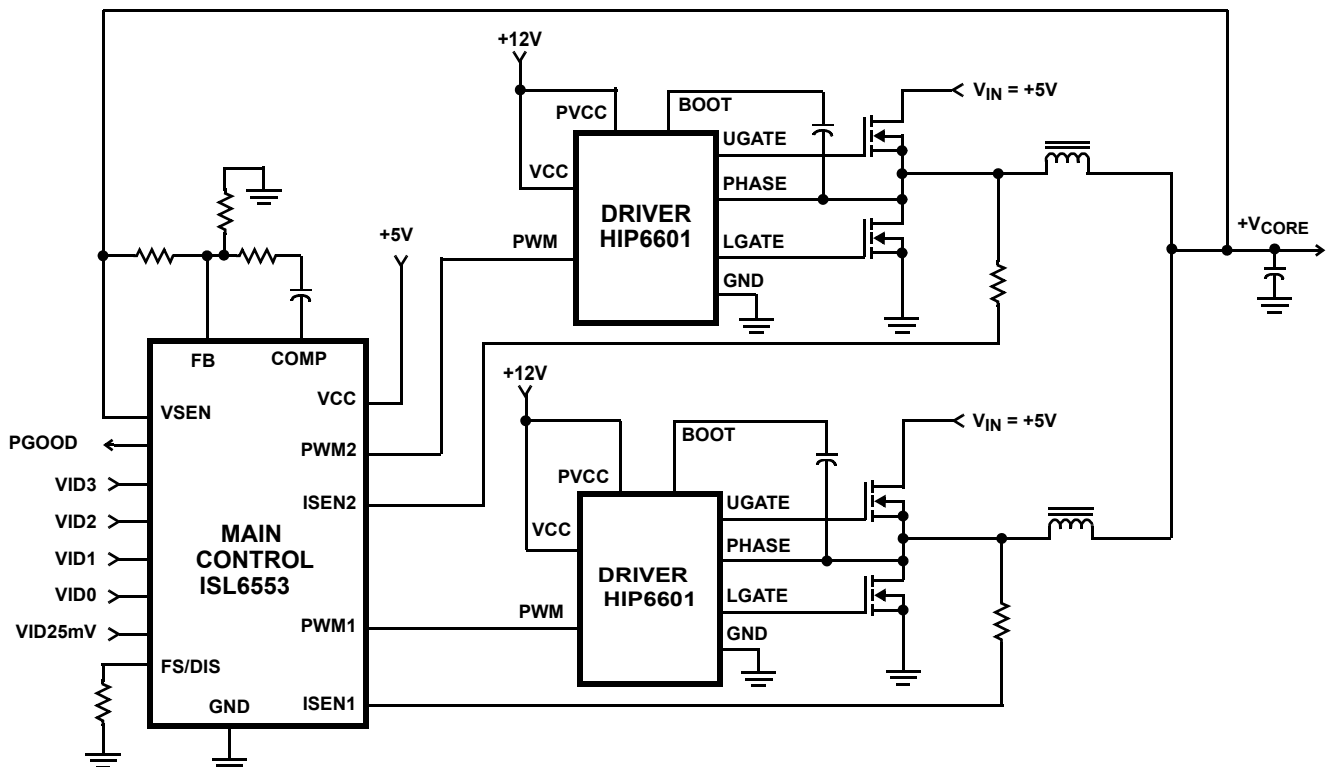 +12V
BOOT
V_IN = +5V
PVCC
UGATE
VCC
PHASE
DRIVER
HIP6601
+V_CORE
+5V
PWM
LGATE
GND
FB
COMP
+12V
VCC
VSEN
V_IN = +5V
BOOT
PGOOD
PWM2
PVCC
VID3
ISEN2
UGATE
VID2
MAIN
CONTROL
ISL6553
VCC
PHASE
VID1
DRIVER
HIP6601
VID0
LGATE
PWM
VID25mV
PWM1
GND
FS/DIS
GND
ISEN1